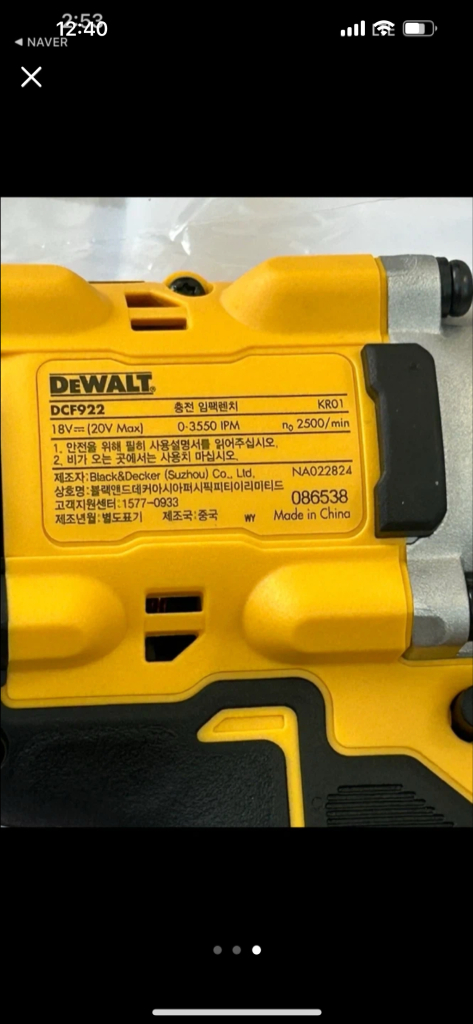 2:53
12:40
◀ NAVER
DEWALT®
DCF922 충전 임팩렌치 KR01
18V⎓(20V Max) 0-3550 IPM n₀ 2500/min
1. 안전을 위해 필히 사용설명서를 읽어주십시오.
2. 비가 오는 곳에서는 사용치 마십시오.
제조자:Black&Decker (Suzhou) Co., Ltd. NA022824
상호명:블랙앤드데커아시아퍼시픽피티이리미티드
고객지원센터:1577-0933 086538
제조년월:별도표기 제조국:중국 WY Made in China